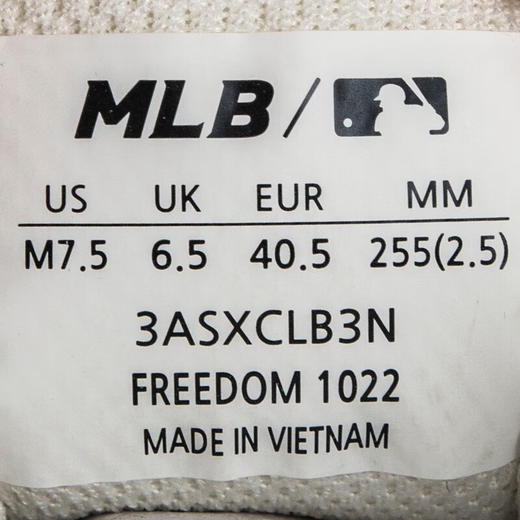 MLB/
US UK EUR MM
M7.5 6.5 40.5 255(2.5)
3ASXCLB3N
FREEDOM 1022
MADE IN VIETNAM